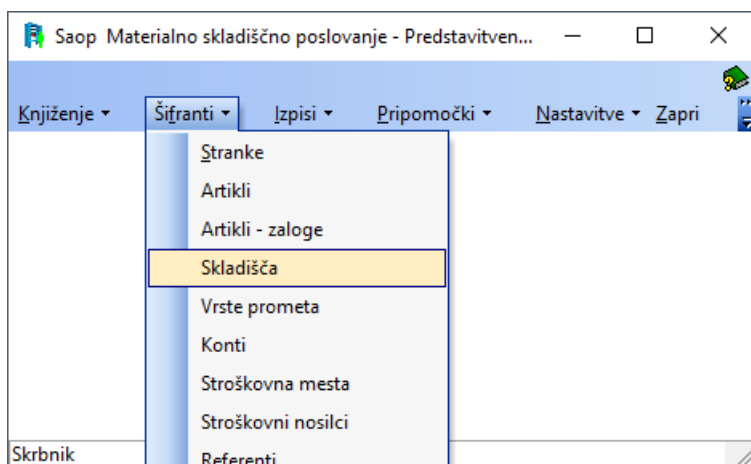 Saop Materialno skladiščno poslovanje - Predstavitven...
Knjiženje Šifranti Izpisi Pripomočki Nastavitve Zapri
Stranke
Artikli
Artikli - zaloge
Skladišča
Vrste prometa
Konti
Stroškovna mesta
Stroškovni nosilci
Referenti
Skrbnik